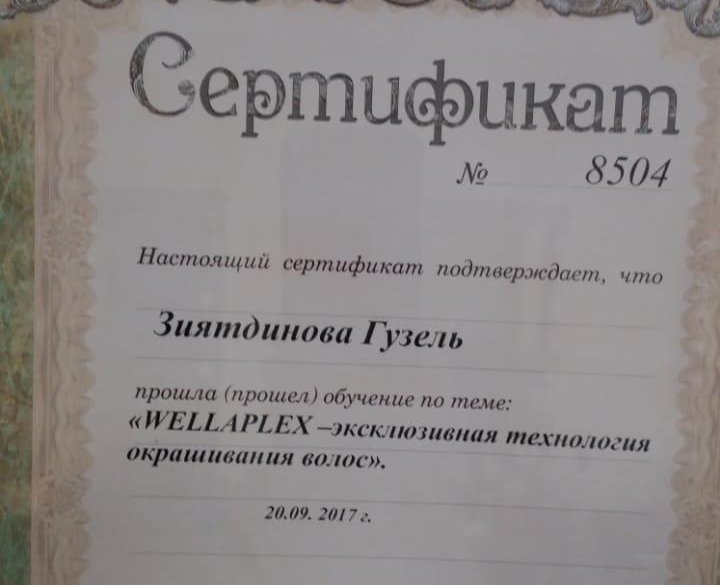 Сертификат
№ 8504
Настоящий сертификат подтверждает, что
Зиятдинова Гузель
прошла (прошел) обучение по теме:
«WELLAPLEX –эксклюзивная технология
окрашивания волос».
20.09. 2017 г.